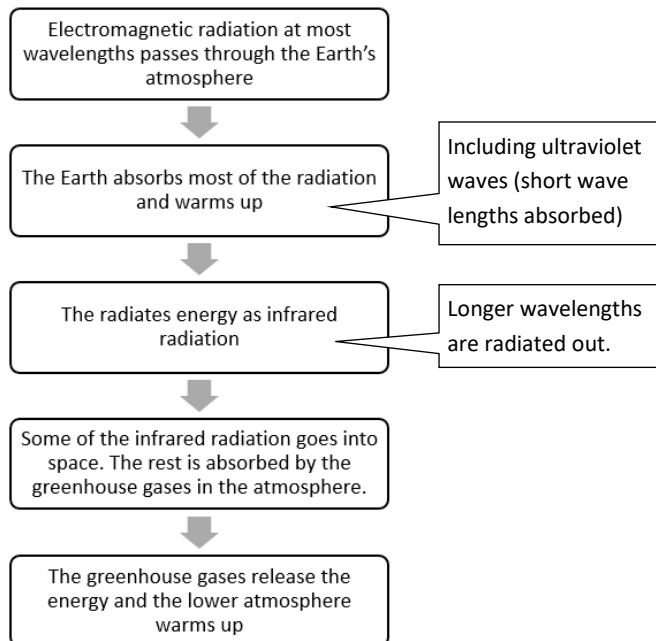 Electromagnetic radiation at most
wavelengths passes through the Earth's
atmosphere
The Earth absorbs most of the radiation
and warms up
Including ultraviolet
waves (short wave
lengths absorbed)
The radiates energy as infrared
radiation
Longer wavelengths
are radiated out.
Some of the infrared radiation goes into
space. The rest is absorbed by the
greenhouse gases in the atmosphere.
The greenhouse gases release the
energy and the lower atmosphere
warms up